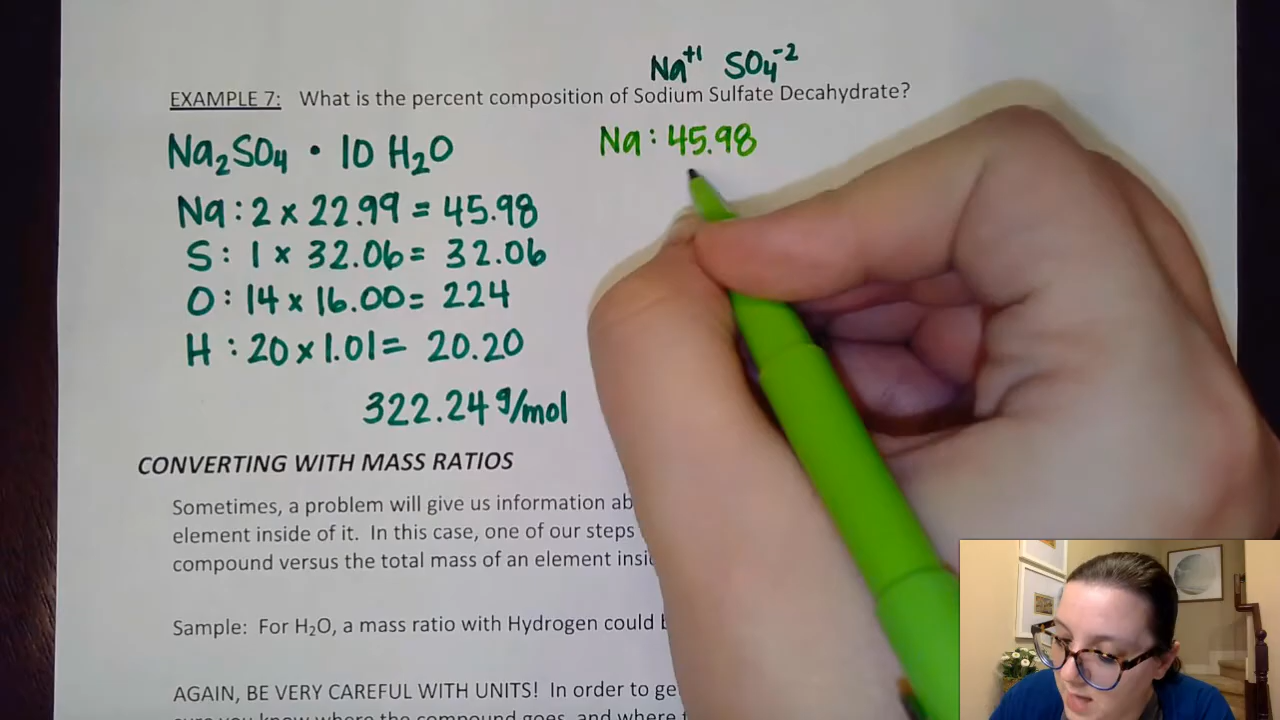 Na⁺¹ SO₄⁻²
EXAMPLE 7: What is the percent composition of Sodium Sulfate Decahydrate?
Na₂SO₄ • 10 H₂O
Na : 2 x 22.99 = 45.98
S : 1 x 32.06 = 32.06
O : 14 x 16.00 = 224
H : 20 x 1.01 = 20.20
322.24 g/mol
Na : 45.98
CONVERTING WITH MASS RATIOS
Sometimes, a problem will give us information
element inside of it. In this case, one of our steps
compound versus the total mass of an element
Sample: For H₂O, a mass ratio with Hydrogen could
AGAIN, BE VERY CAREFUL WITH UNITS! In order to